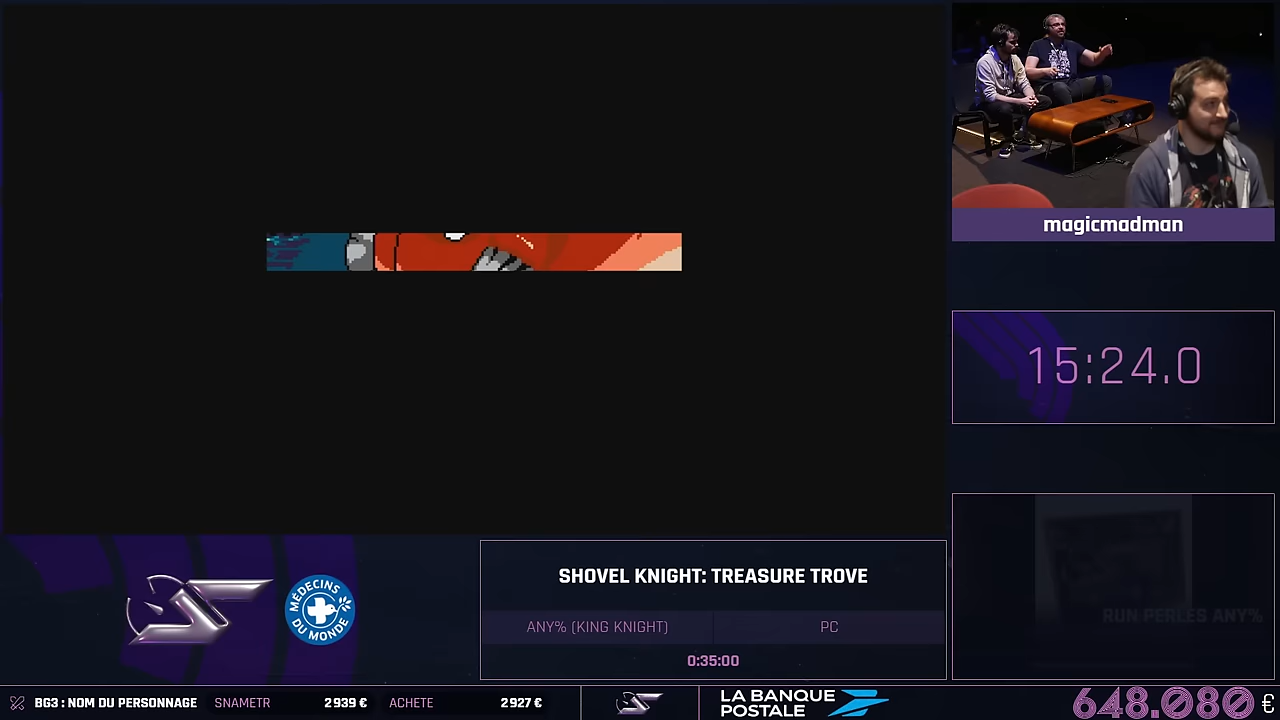 magicmadman
15:24.0
RUN PERLES ANY%
SHOVEL KNIGHT: TREASURE TROVE
ANY% (KING KNIGHT)
PC
0:35:00
MÉDECINS
DU MONDE
BG3 : NOM DU PERSONNAGE SNAMETR 2 939 € ACHETE 2 927 €
LA BANQUE
POSTALE
648.080 €